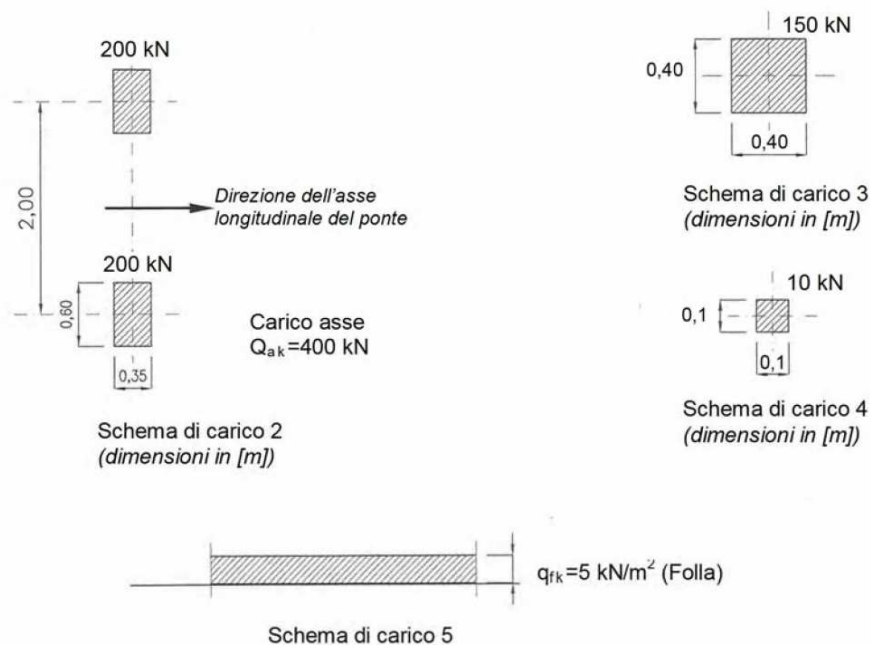 200 kN
2,00
Direzione dell'asse
longitudinale del ponte
200 kN
0,60
0,35
Carico asse
Qak=400 kN
Schema di carico 2
(dimensioni in [m])
150 kN
0,40
0,40
Schema di carico 3
(dimensioni in [m])
10 kN
0,1
0,1
Schema di carico 4
(dimensioni in [m])
qfk=5 kN/m² (Folla)
Schema di carico 5